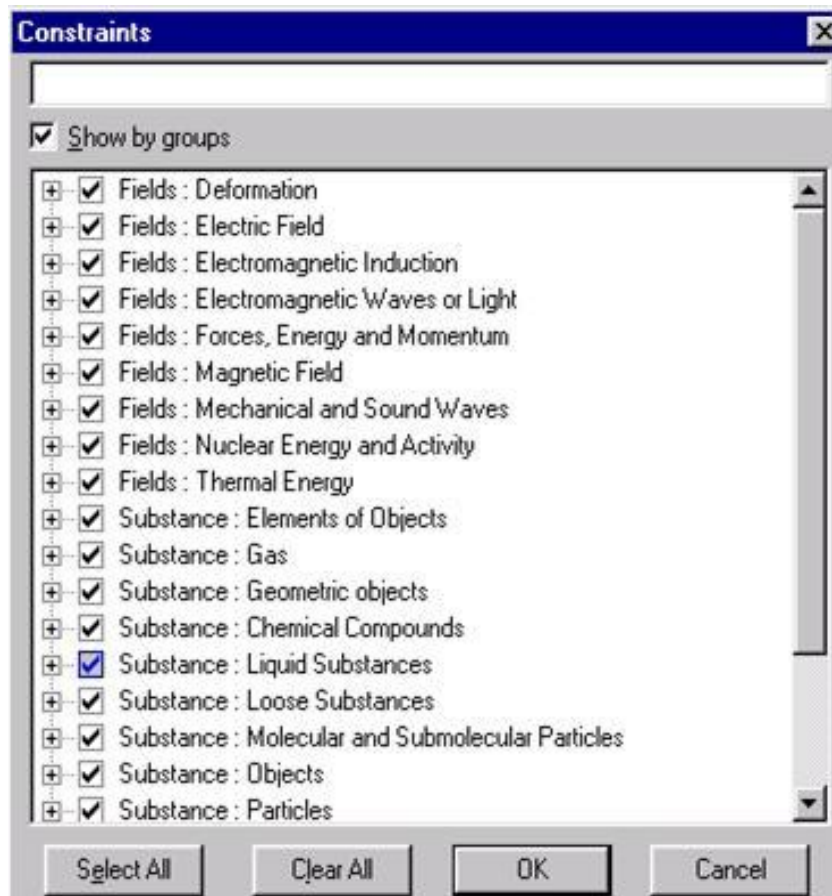 Constraints
Show by groups
Fields : Deformation
Fields : Electric Field
Fields : Electromagnetic Induction
Fields : Electromagnetic Waves or Light
Fields : Forces, Energy and Momentum
Fields : Magnetic Field
Fields : Mechanical and Sound Waves
Fields : Nuclear Energy and Activity
Fields : Thermal Energy
Substance : Elements of Objects
Substance : Gas
Substance : Geometric objects
Substance : Chemical Compounds
Substance : Liquid Substances
Substance : Loose Substances
Substance : Molecular and Submolecular Particles
Substance : Objects
Substance : Particles
Select All Clear All OK Cancel